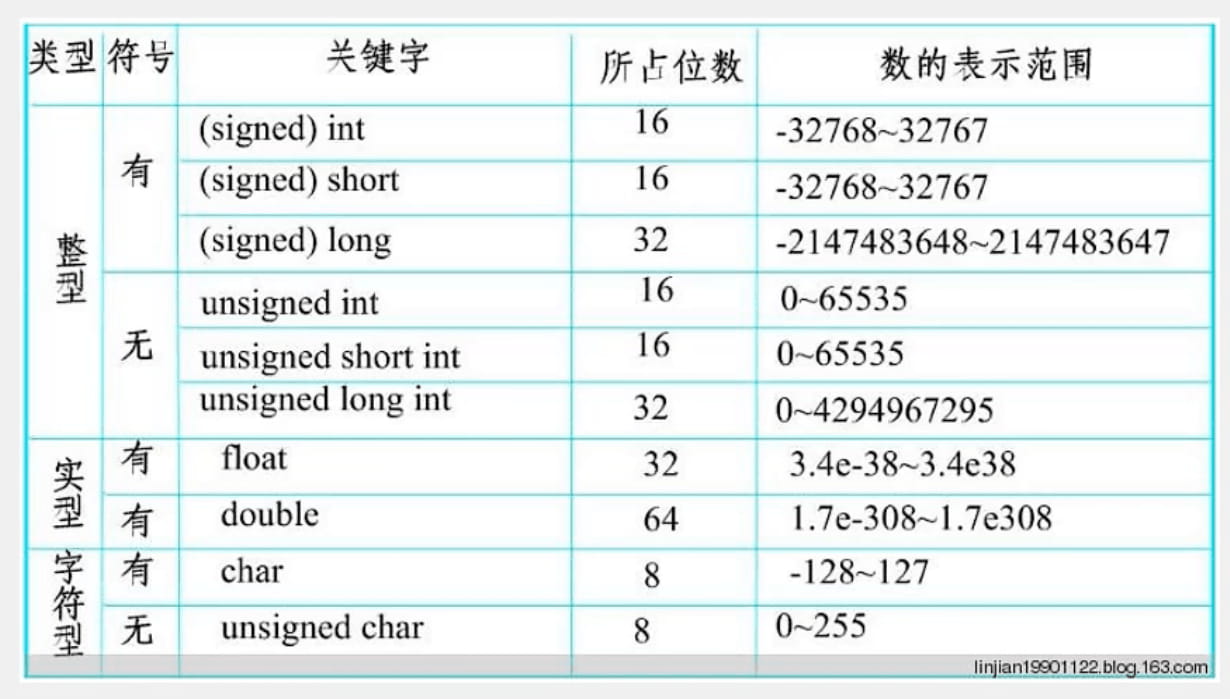 类型 符号 关键字 所占位数 数的表示范围
整型 有 (signed) int 16 -32768~32767
(signed) short 16 -32768~32767
(signed) long 32 -2147483648~2147483647
无 unsigned int 16 0~65535
unsigned short int 16 0~65535
unsigned long int 32 0~4294967295
实型 有 float 32 3.4e-38~3.4e38
有 double 64 1.7e-308~1.7e308
字符型 有 char 8 -128~127
无 unsigned char 8 0~255
linjian19901122.blog.163.com